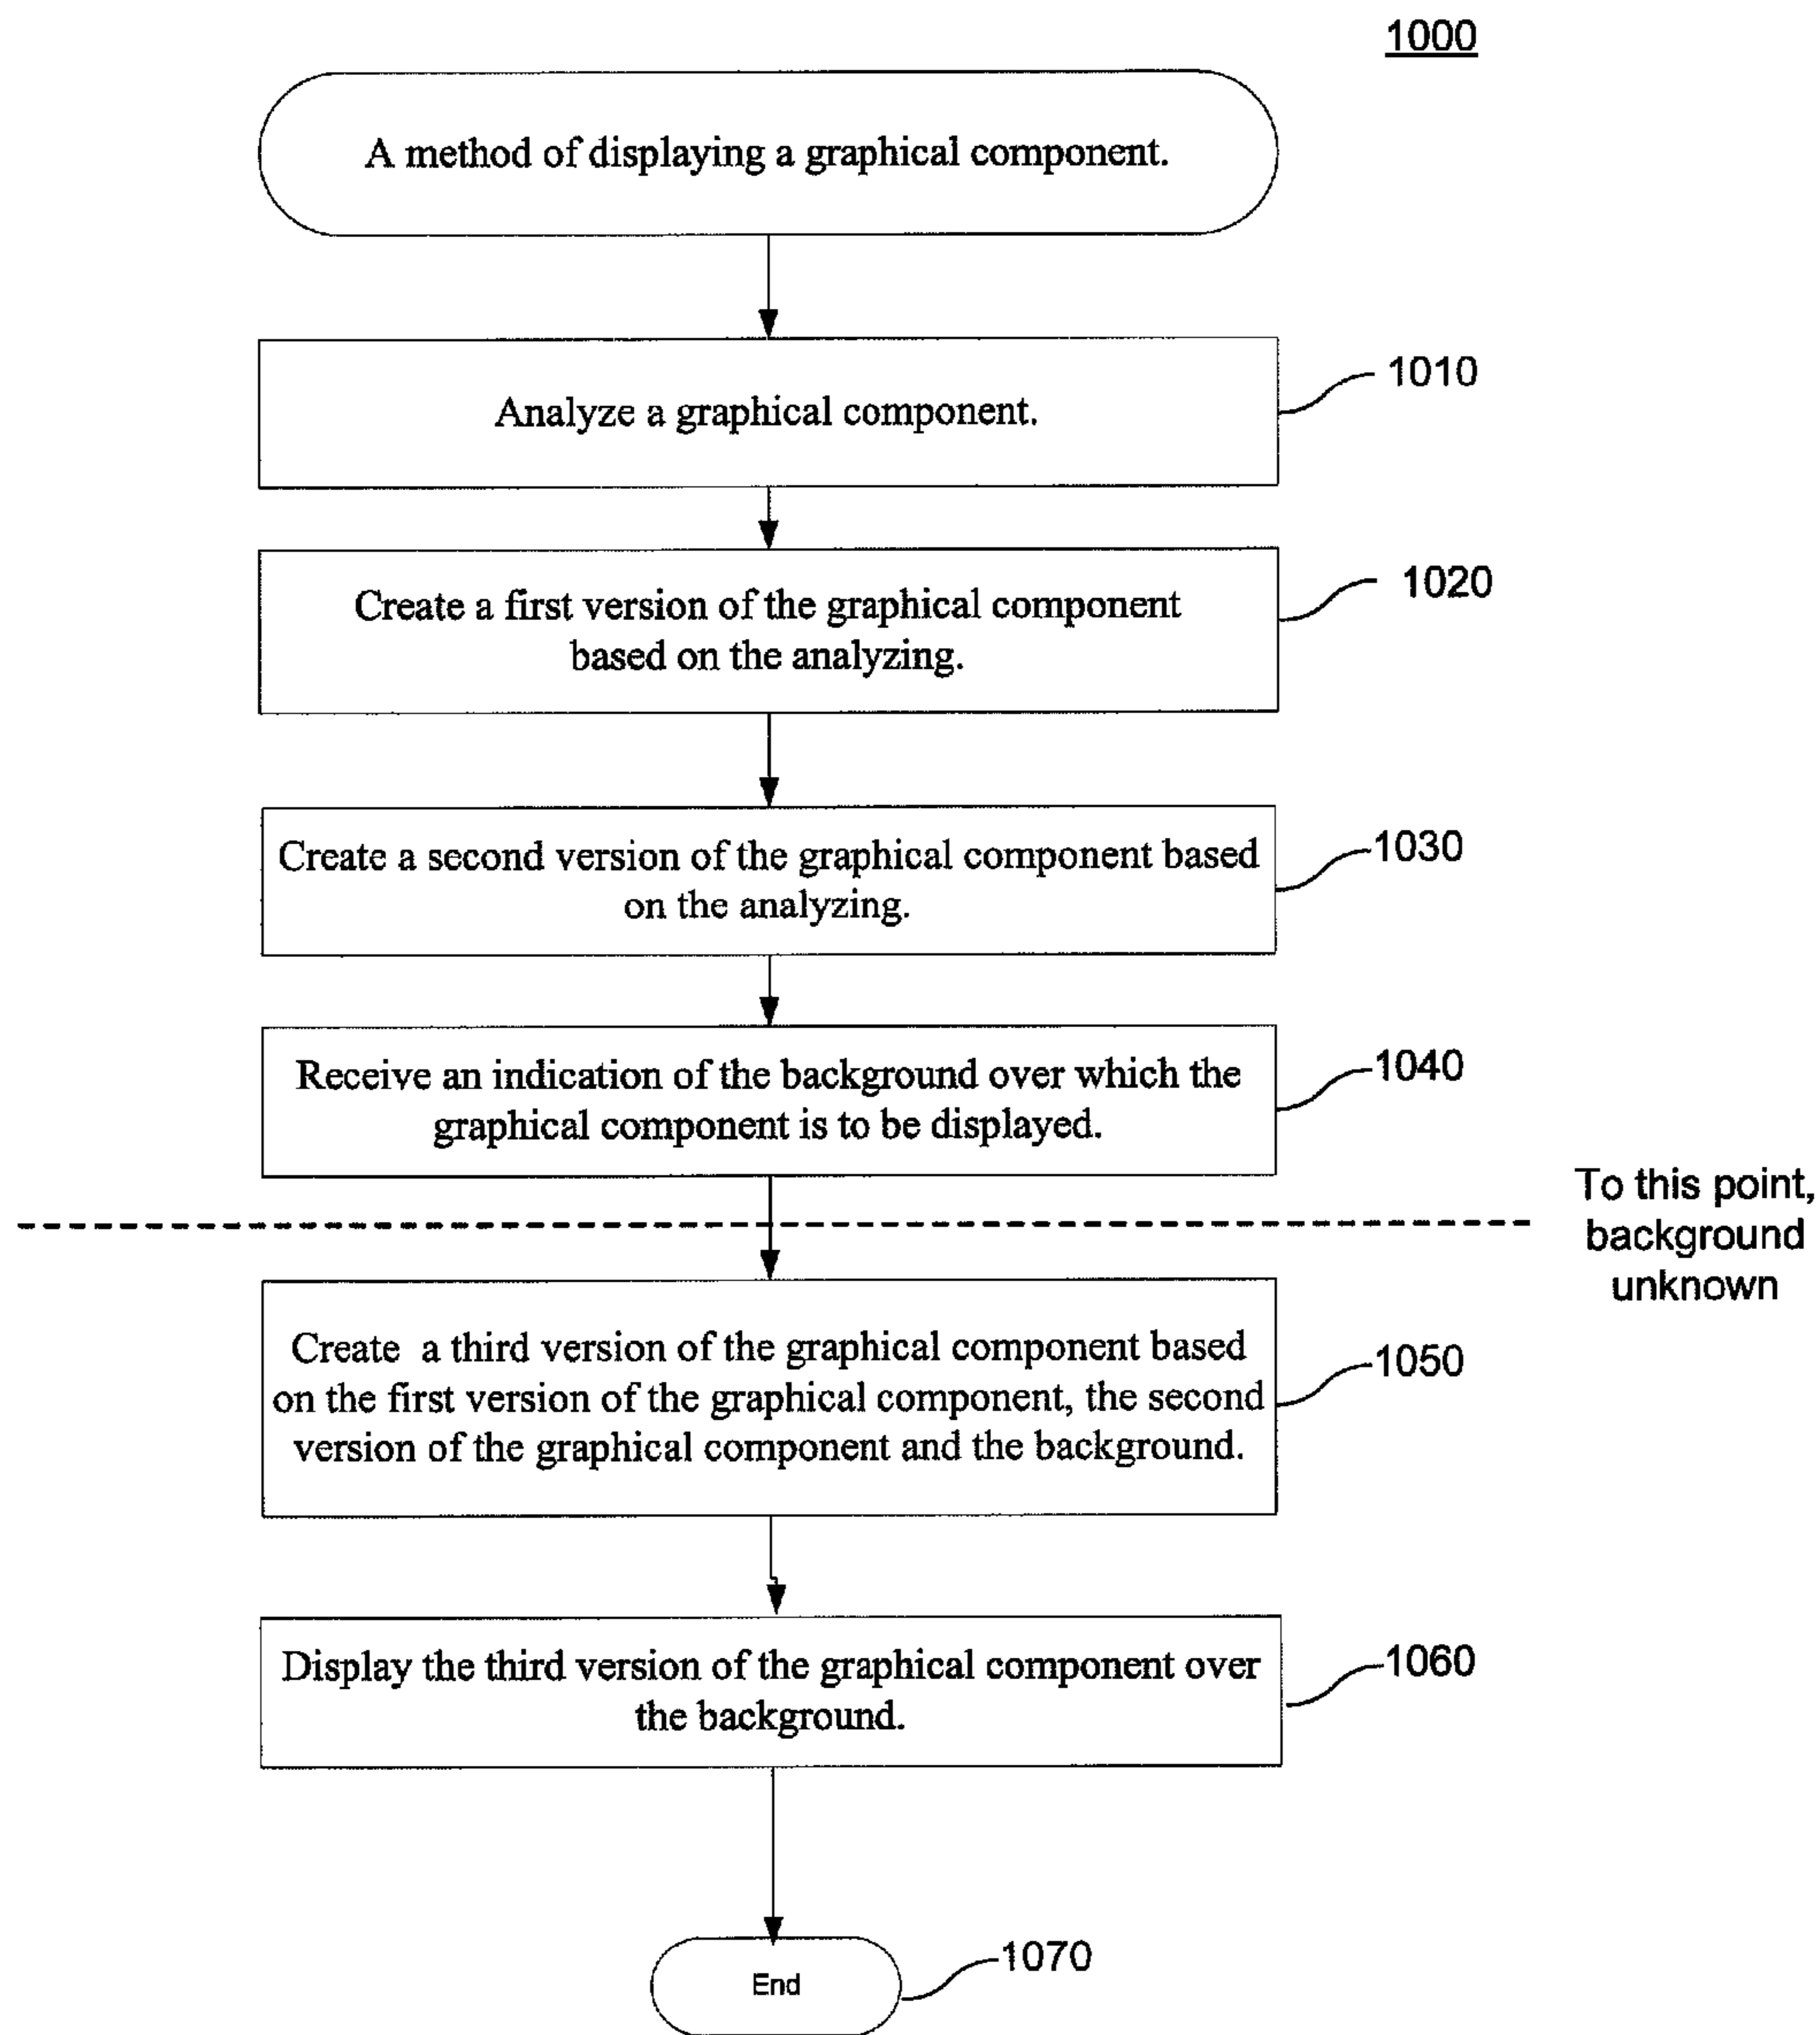 1000
A method of displaying a graphical component.
Analyze a graphical component.
1010
Create a first version of the graphical component
based on the analyzing.
1020
Create a second version of the graphical component based
on the analyzing.
1030
Receive an indication of the background over which the
graphical component is to be displayed.
1040
To this point,
background
unknown
Create a third version of the graphical component based
on the first version of the graphical component, the second
version of the graphical component and the background.
1050
Display the third version of the graphical component over
the background.
1060
End
1070